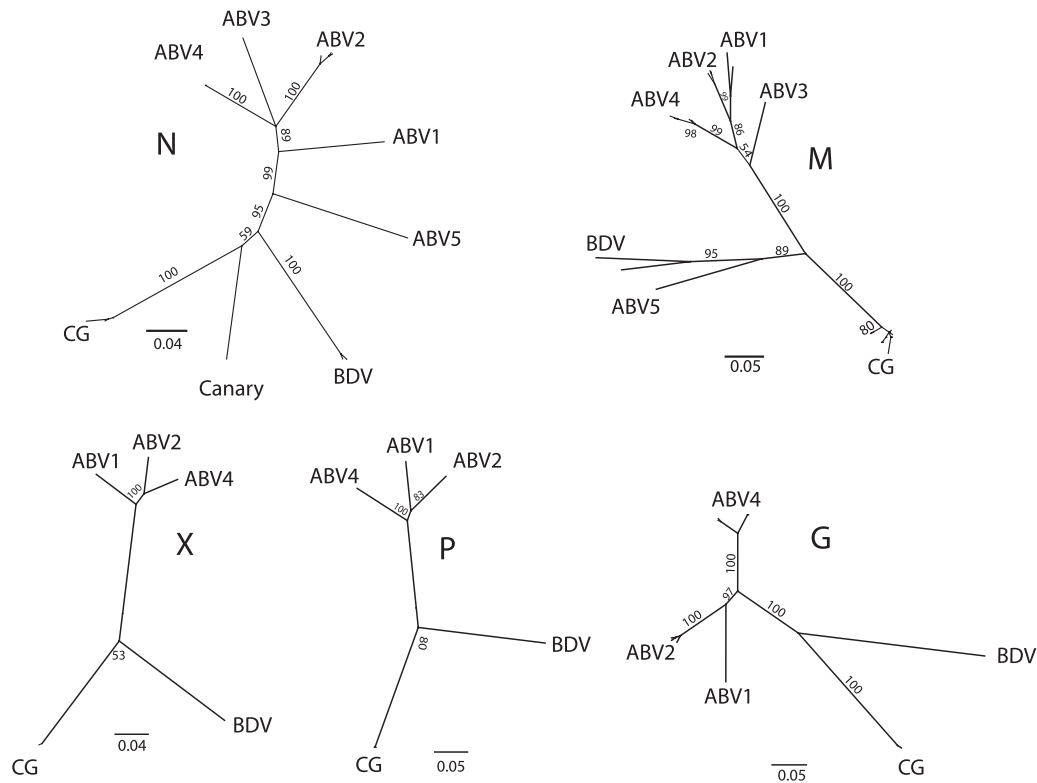 ABV3
ABV4
ABV2
100
100
N
89
ABV1
99
95
ABV5
59
100
100
CG
0.04
Canary
BDV
ABV1
ABV2
ABV3
ABV4
99
86
99
98
54
M
100
BDV
95
89
ABV5
100
80
0.05
CG
ABV2
ABV1
ABV4
100
X
53
BDV
0.04
CG
ABV1
ABV4
ABV2
83
100
P
80
BDV
0.05
CG
ABV4
G
100
97
100
100
ABV2
BDV
ABV1
100
0.05
CG